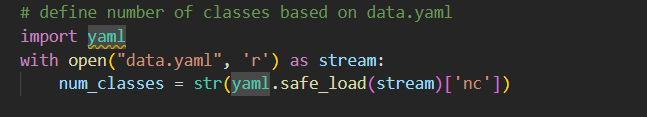 # define number of classes based on data.yaml
import yaml
with open("data.yaml", 'r') as stream:
    num_classes = str(yaml.safe_load(stream)['nc'])